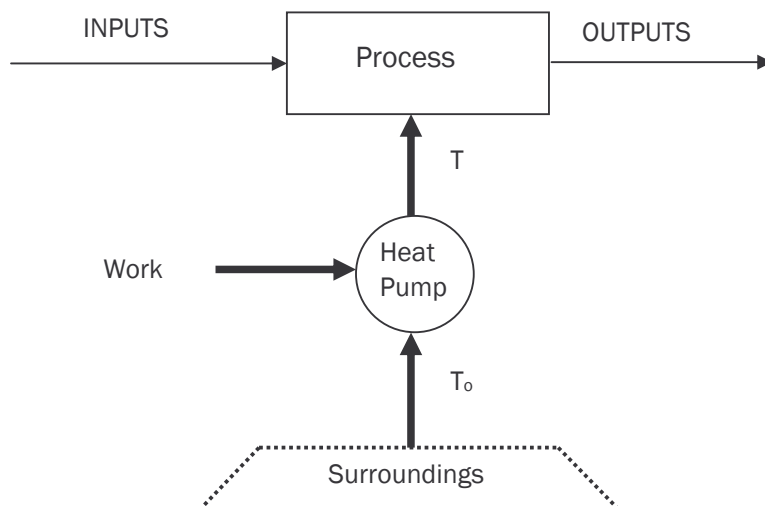 INPUTS
OUTPUTS
Process
T
Work
Heat
Pump
T₀
Surroundings